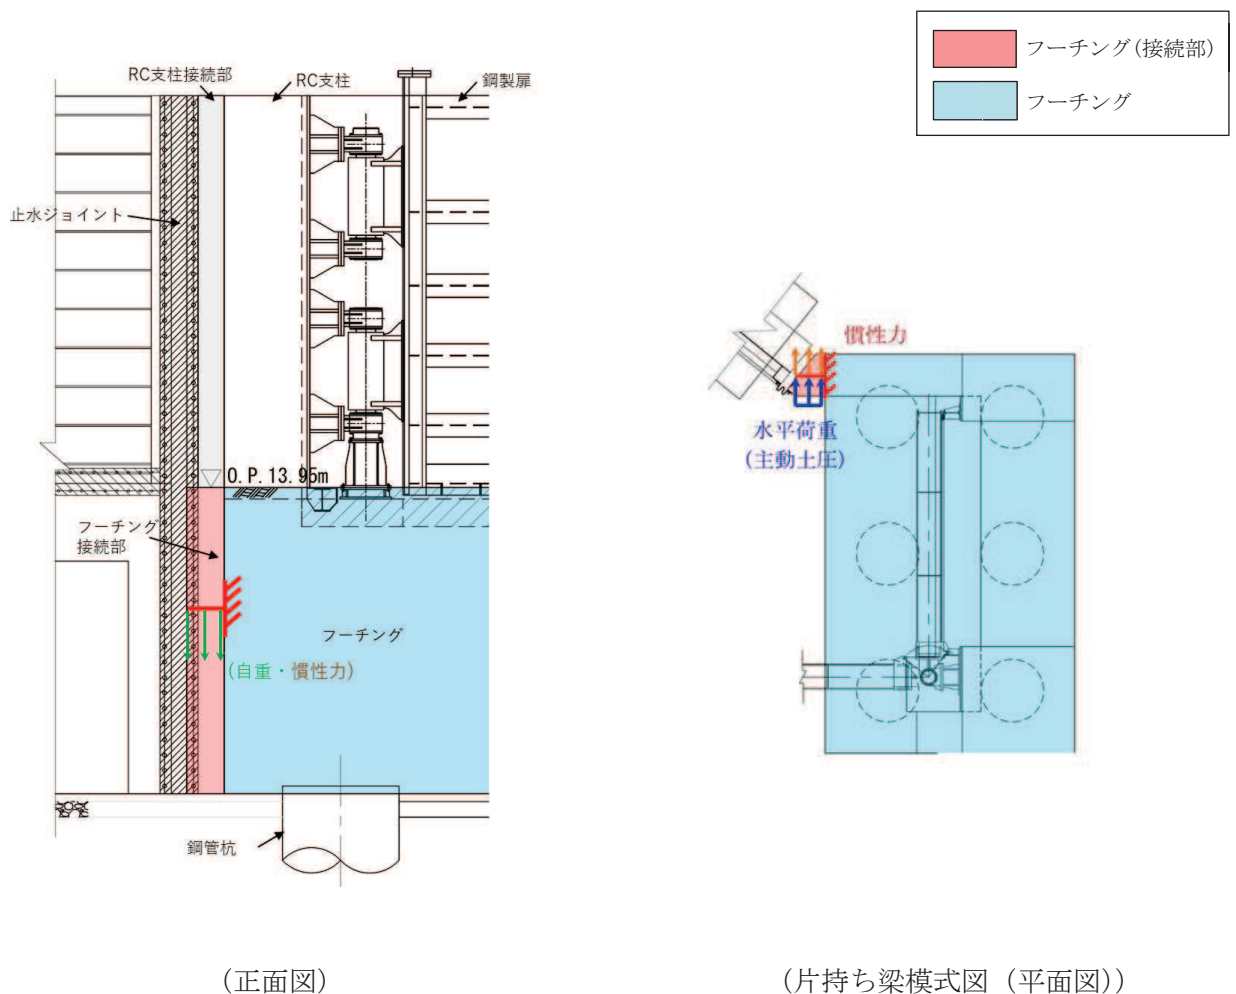 フーチング(接続部)
フーチング
RC支柱接続部
RC支柱
鋼製扉
止水ジョイント
O.P.13.95m
フーチング
接続部
フーチング
(自重・慣性力)
鋼管杭
(正面図)
慣性力
水平荷重
(主動土圧)
(片持ち梁模式図(平面図))